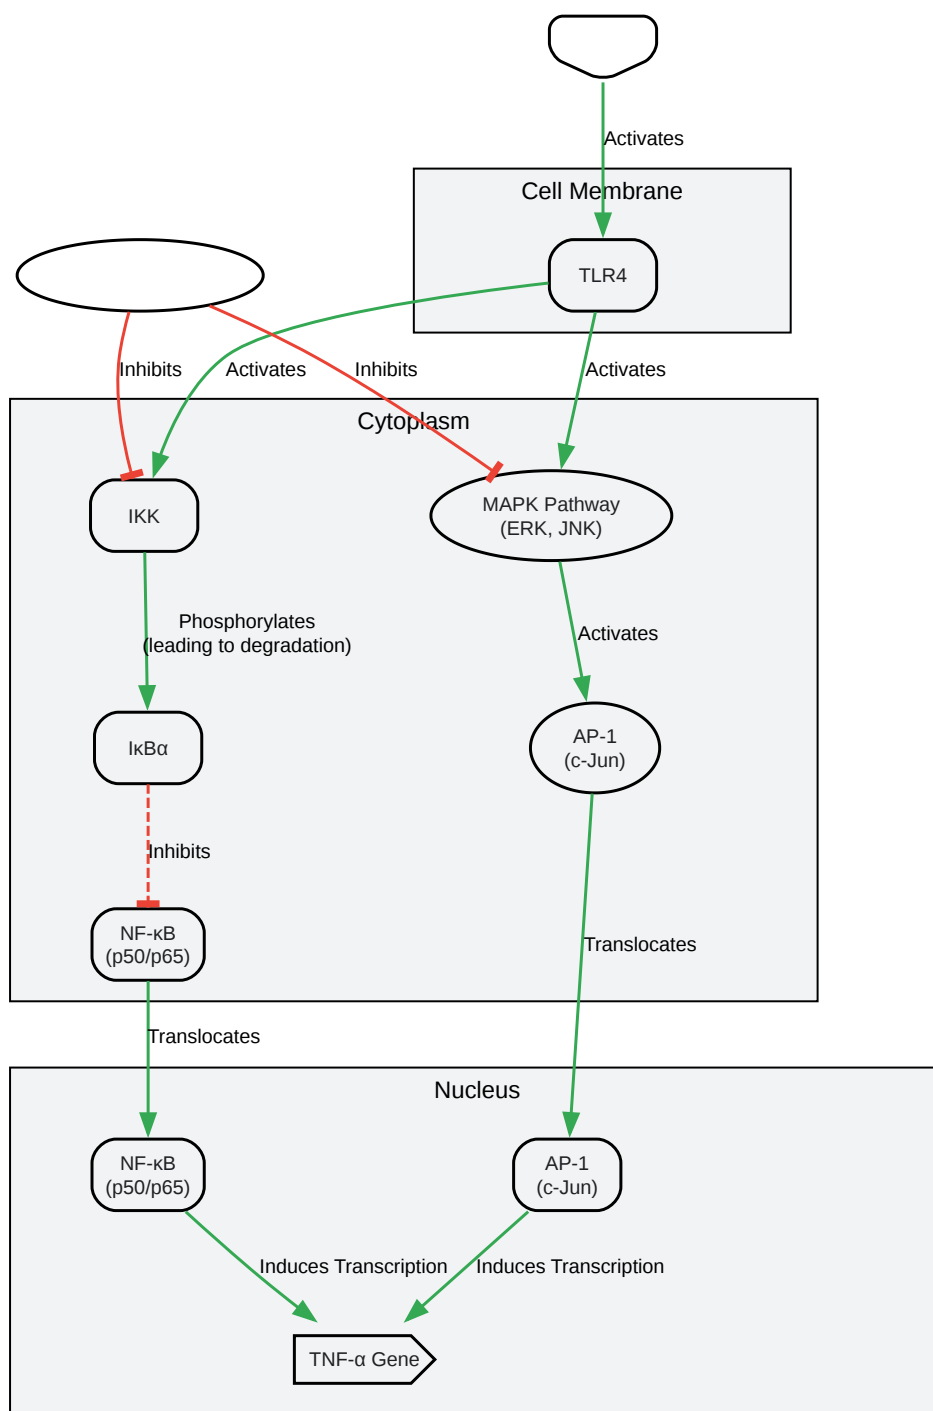 Activates
Cell Membrane
TLR4
Inhibits
Activates
Inhibits
Activates
Cytoplasm
IKK
MAPK Pathway
(ERK, JNK)
Phosphorylates
(leading to degradation)
Activates
IκBα
AP-1
(c-Jun)
Inhibits
NF-κB
(p50/p65)
Translocates
Translocates
Nucleus
NF-κB
(p50/p65)
AP-1
(c-Jun)
Induces Transcription
Induces Transcription
TNF-α Gene